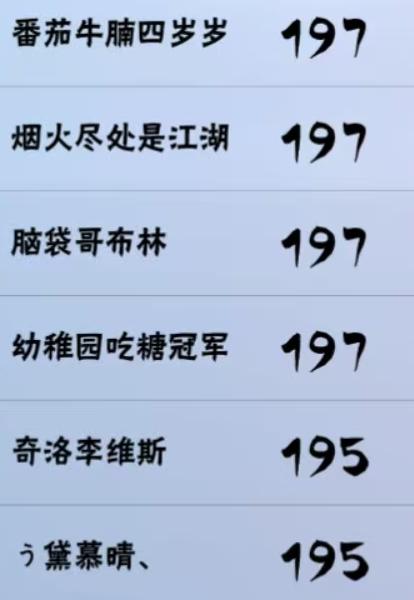 番茄牛腩四岁岁 197
烟火尽处是江湖 197
脑袋哥布林 197
幼稚园吃糖冠军 197
奇洛李维斯 195
う黛慕晴、 195